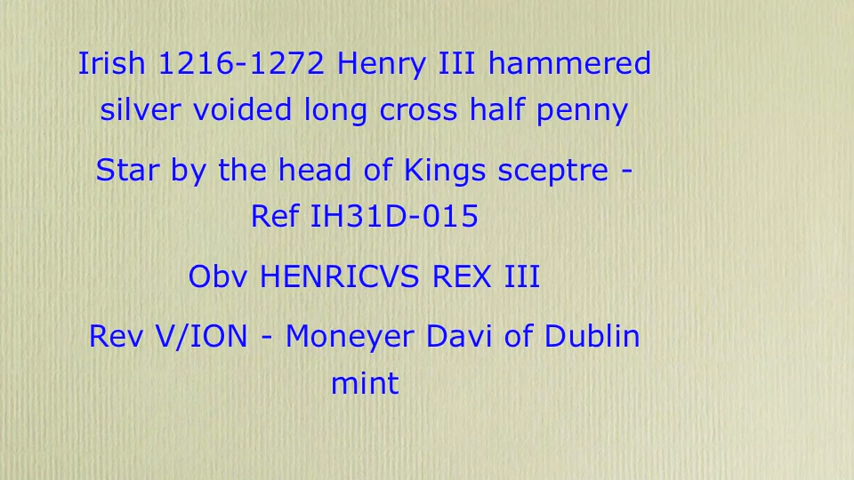 Irish 1216-1272 Henry III hammered
silver voided long cross half penny
Star by the head of Kings sceptre -
Ref IH31D-015
Obv HENRICVS REX III
Rev V/ION - Moneyer Davi of Dublin
mint